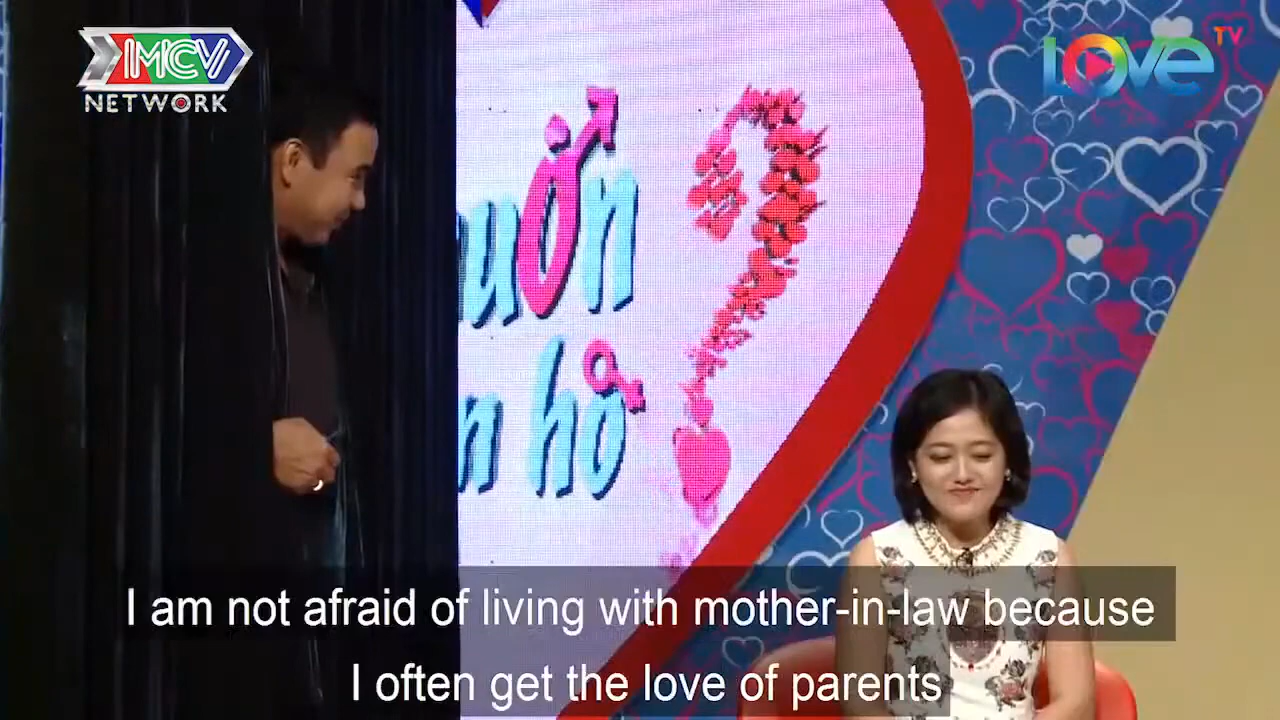 MCV
NETWORK
LOVE TV
uốn
n hò
I am not afraid of living with mother-in-law because
I often get the love of parents